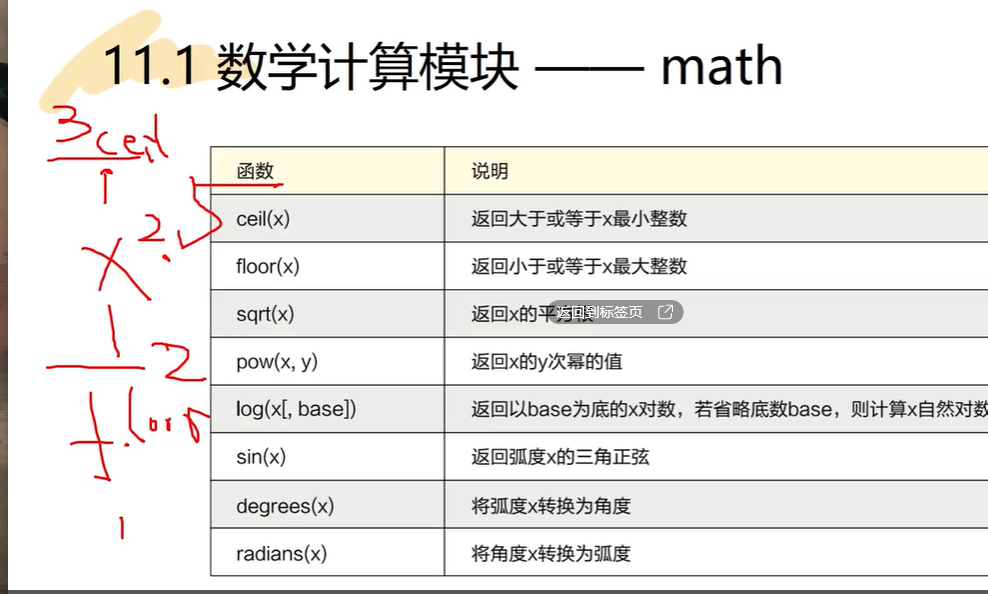 11.1 数学计算模块 —— math
3 ceil
x 2.5
2
floor
函数 说明
ceil(x) 返回大于或等于x最小整数
floor(x) 返回小于或等于x最大整数
sqrt(x) 返回x的平方根
返回到标签页
pow(x, y) 返回x的y次幂的值
log(x[, base]) 返回以base为底的x对数，若省略底数base，则计算x自然对数
sin(x) 返回弧度x的三角正弦
degrees(x) 将弧度x转换为角度
radians(x) 将角度x转换为弧度